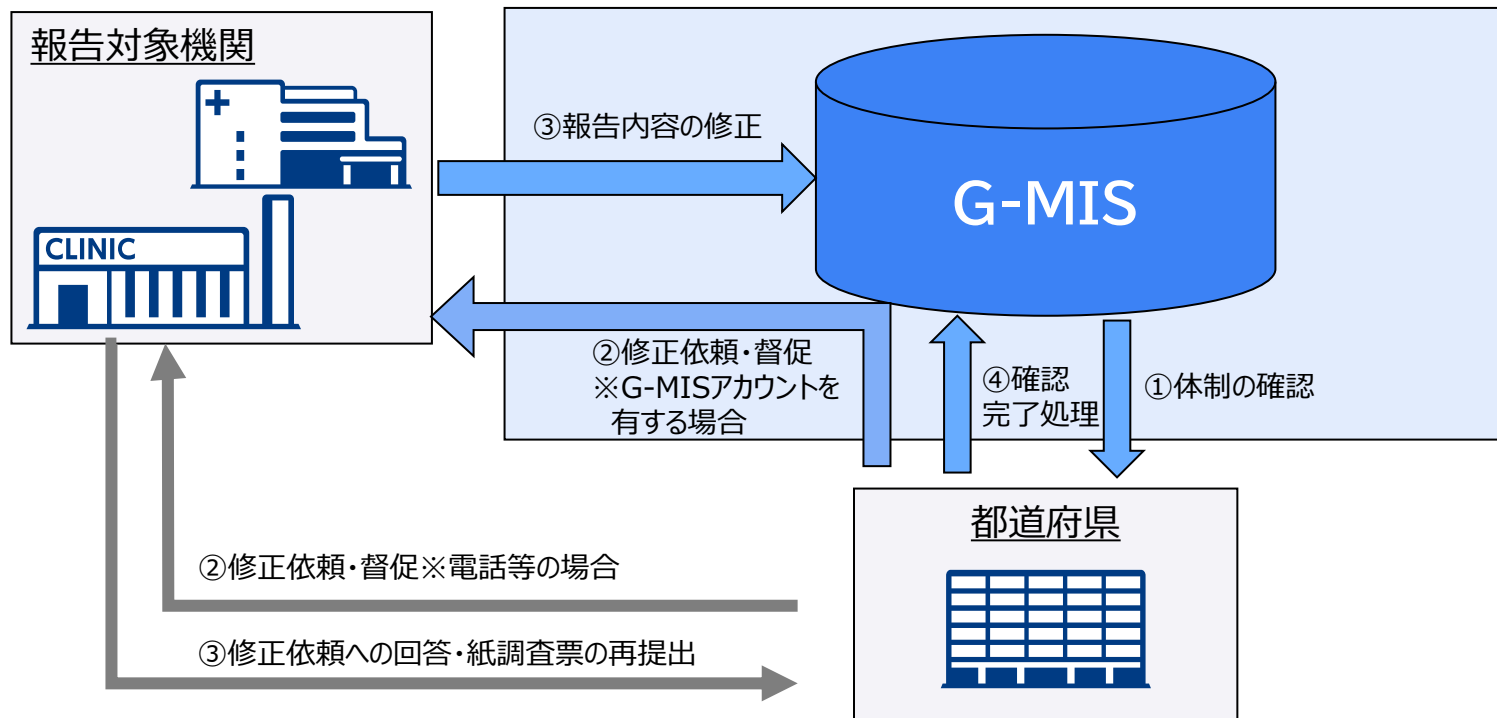 報告対象機関
CLINIC
③報告内容の修正
G-MIS
②修正依頼・督促
※G-MISアカウントを
有する場合
④確認
完了処理
①体制の確認
都道府県
②修正依頼・督促※電話等の場合
③修正依頼への回答・紙調査票の再提出